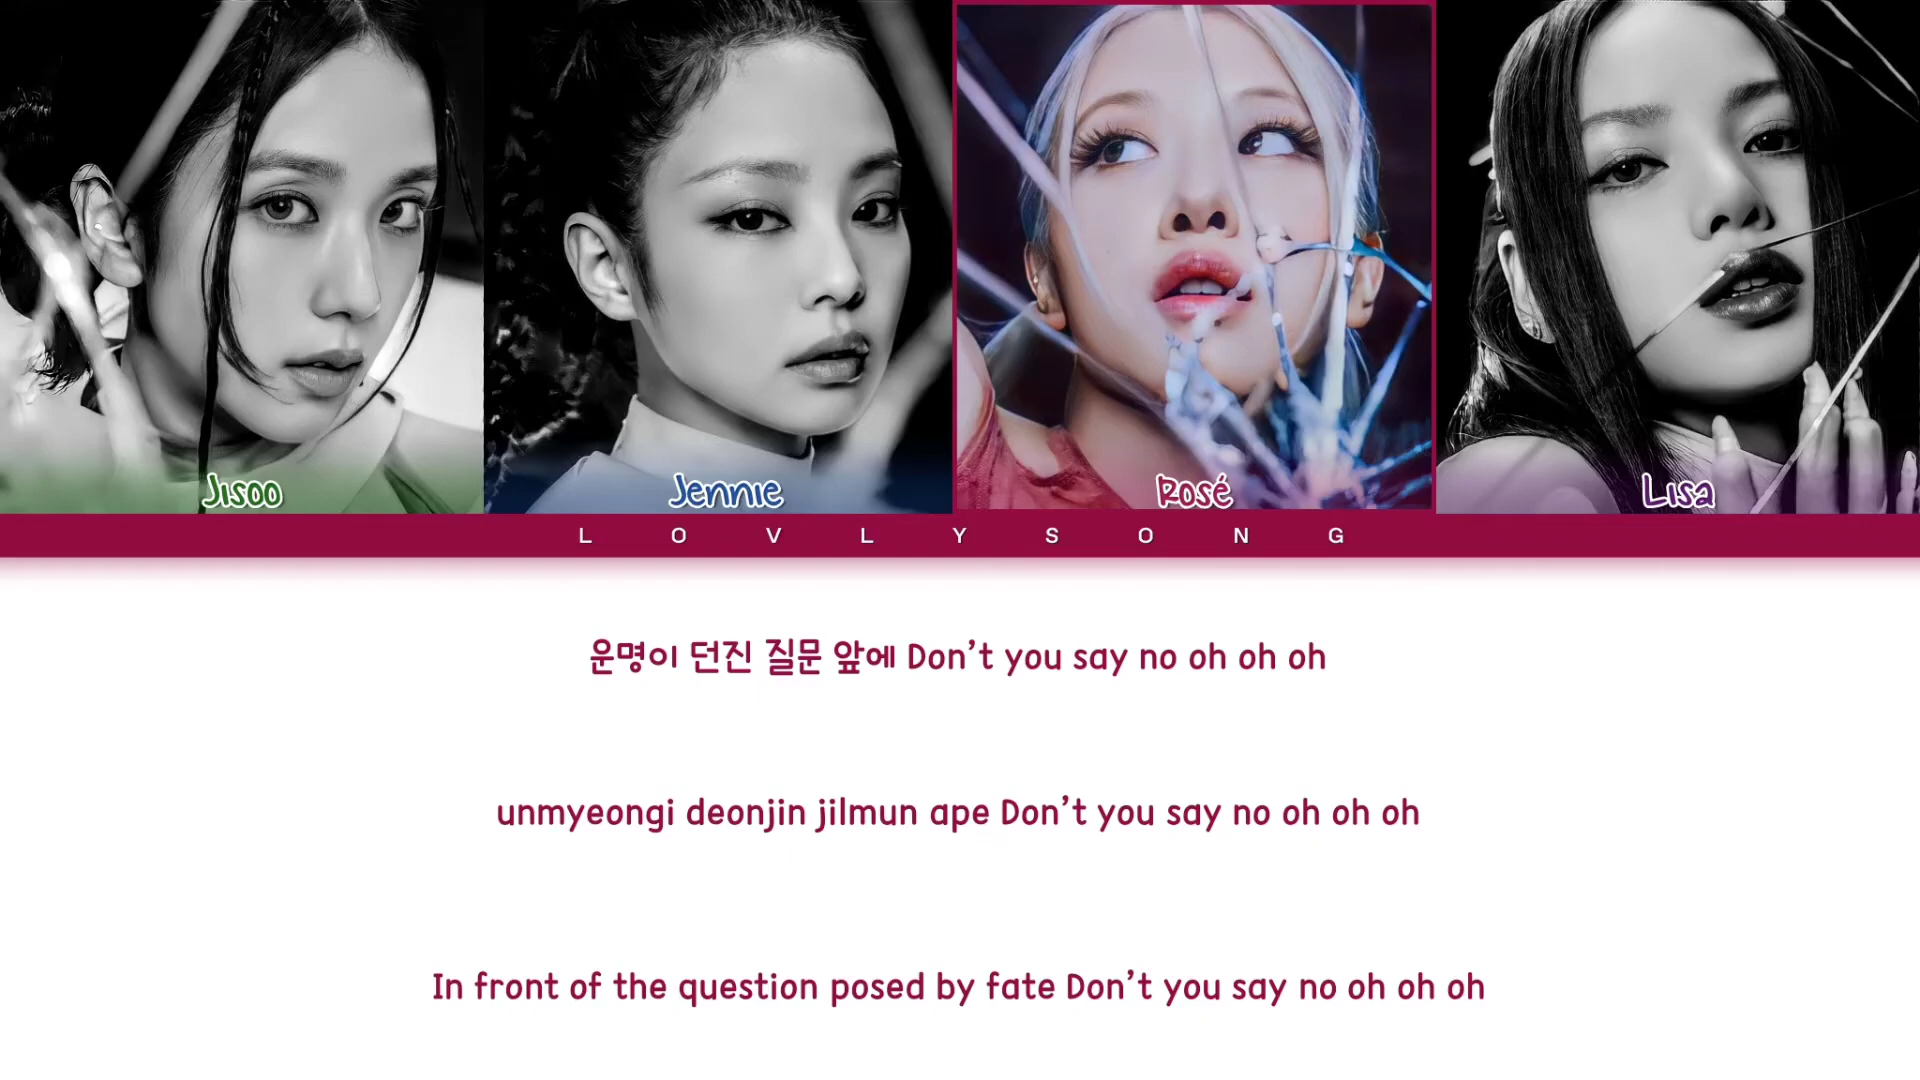 Jisoo
Jennie
Rosé
Lisa
LOVLYSONG
운명이 던진 질문 앞에 Don't you say no oh oh oh
unmyeongi deonjin jilmun ape Don't you say no oh oh oh
In front of the question posed by fate Don't you say no oh oh oh